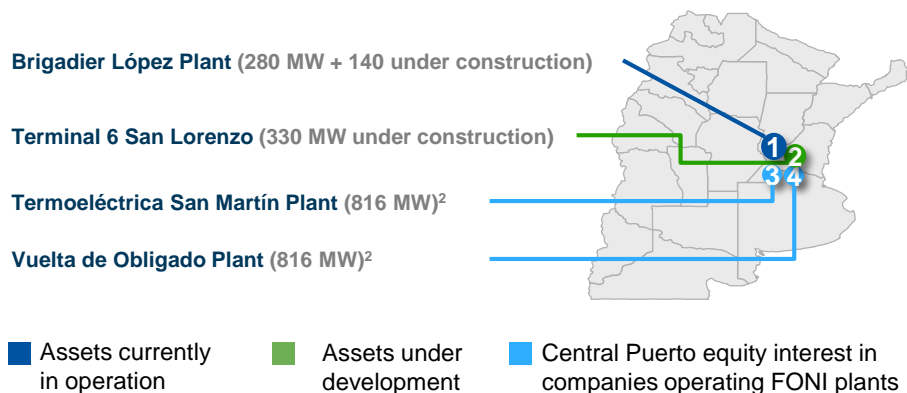 Brigadier López Plant (280 MW + 140 under construction)
Terminal 6 San Lorenzo (330 MW under construction)
Termoeléctrica San Martín Plant (816 MW)²
Vuelta de Obligado Plant (816 MW)²
1
2
3
4
Assets currently
in operation
Assets under
development
Central Puerto equity interest in
companies operating FONI plants